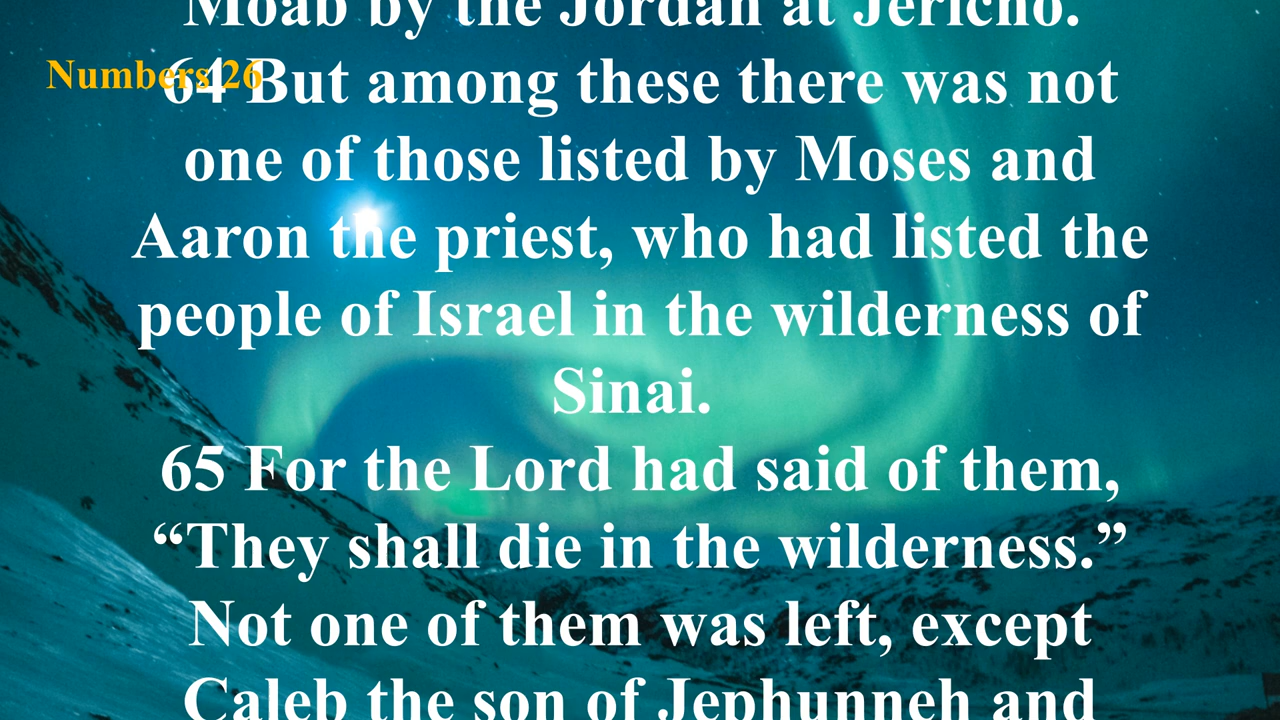 Moab by the Jordan at Jericho.
Numbers 26
64 But among these there was not
one of those listed by Moses and
Aaron the priest, who had listed the
people of Israel in the wilderness of
Sinai.
65 For the Lord had said of them,
“They shall die in the wilderness.”
Not one of them was left, except
Caleb the son of Jephunneh and